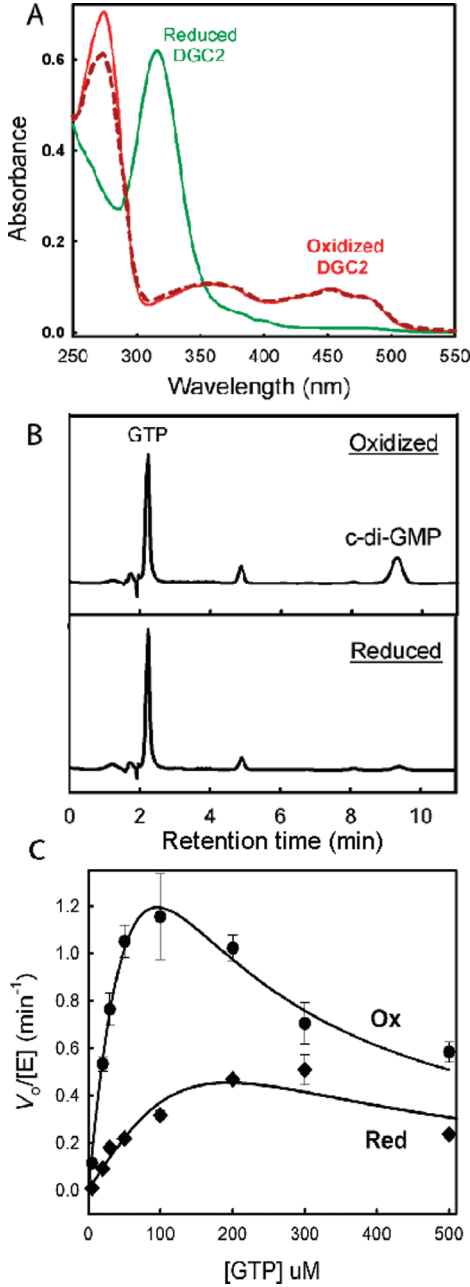 A
Reduced
DGC2
Oxidized
DGC2
Absorbance
0.6
0.4
0.2
0.0
250 300 350 400 450 500 550
Wavelength (nm)
B
GTP
Oxidized
c-di-GMP
Reduced
0 2 4 6 8 10
Retention time (min)
C
Vo/[E] (min-1)
1.2
1.0
0.8
0.6
0.4
0.2
0.0
Ox
Red
0 100 200 300 400 500
[GTP] uM